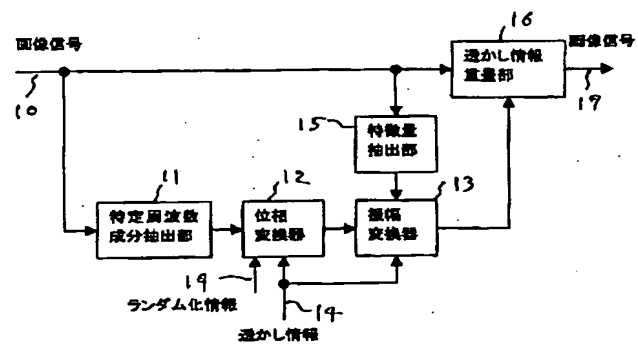 画像信号
10
16
透かし情報
重畳部
画像信号
17
15
特徴量
抽出部
11
特定周波数
成分抽出部
12
位相
変換器
13
振幅
変換器
19
ランダム化情報
14
透かし情報